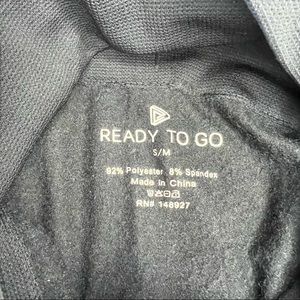 READY TO GO
S/M
92% Polyester 8% Spandex
Made in China
RN# 148927